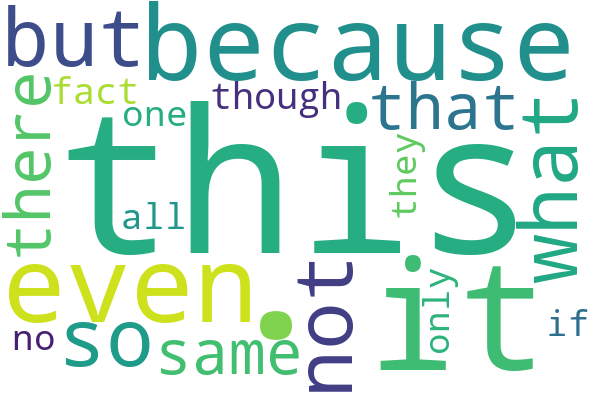 but because
fact
one though that
there this they what
all
even . not it only
so same
no if